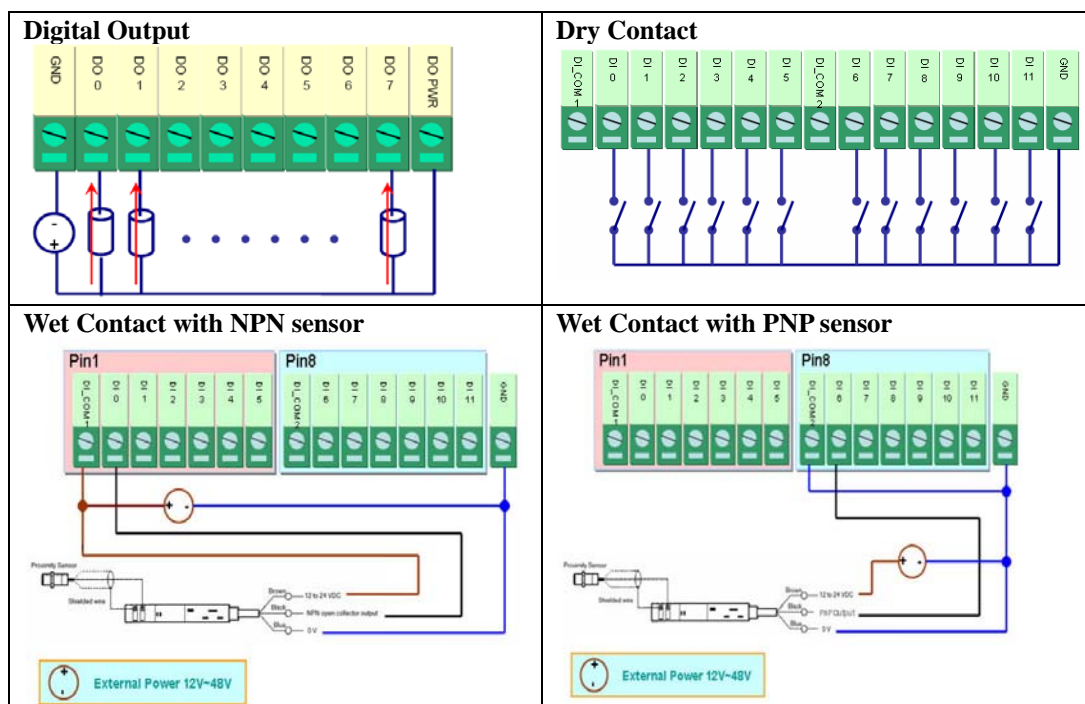 Digital Output
GND
DO 0
DO 1
DO 2
DO 3
DO 4
DO 5
DO 6
DO 7
DO PWR
-
+
Dry Contact
DI_COM 1
DI 0
DI 1
DI 2
DI 3
DI 4
DI 5
DI_COM 2
DI 6
DI 7
DI 8
DI 9
DI 10
DI 11
GND
Wet Contact with NPN sensor
Pin1
Pin8
DI_COM1
DI 0
DI 1
DI 2
DI 3
DI 4
DI 5
DI_COM2
DI 6
DI 7
DI 8
DI 9
DI 10
DI 11
GND
+ -
Proximity Sensor
Shielded wire
Brown
12 to 24 VDC
Black
NPN open collector output
Blue
0 V
+
-
External Power 12V~48V
Wet Contact with PNP sensor
Pin1
Pin8
DI_COM1
DI 0
DI 1
DI 2
DI 3
DI 4
DI 5
DI_COM2
DI 6
DI 7
DI 8
DI 9
DI 10
DI 11
GND
+ -
Proximity Sensor
Shielded wire
Brown
12 to 24 VDC
Black
PNP OUTPUT
Blue
0 V
+
-
External Power 12V~48V